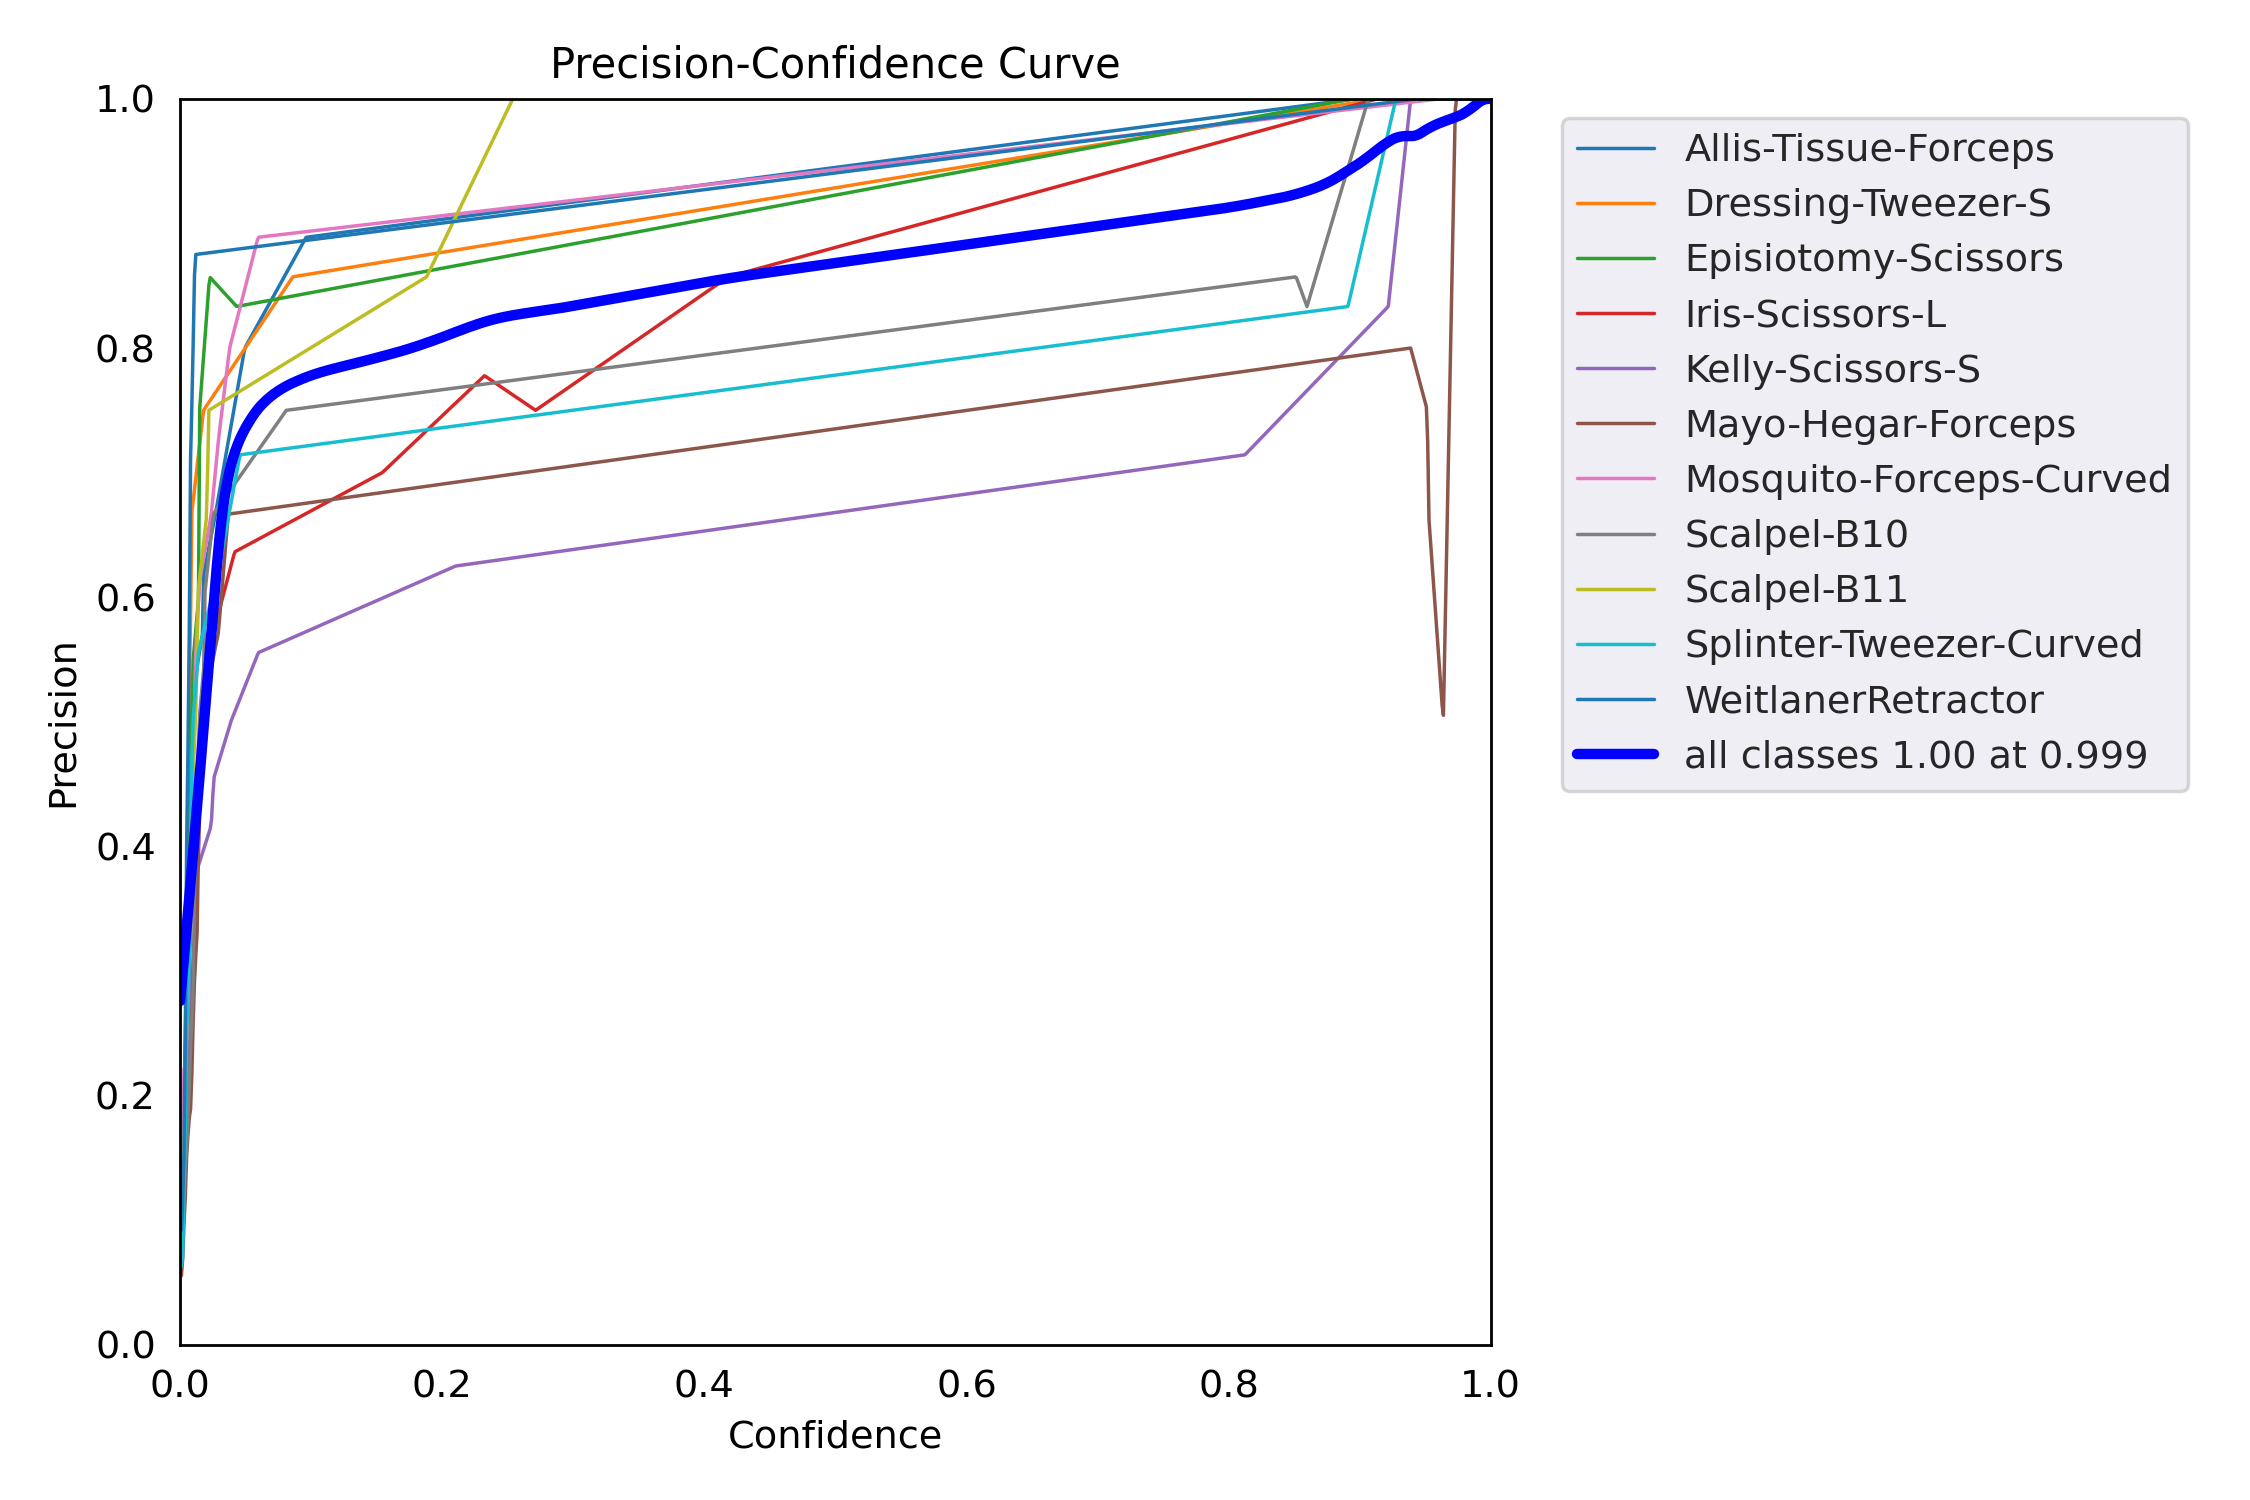 Precision-Confidence Curve
1.0
0.8
0.6
0.4
0.2
0.0
Precision
0.0 0.2 0.4 0.6 0.8 1.0
Confidence
Allis-Tissue-Forceps
Dressing-Tweezer-S
Episiotomy-Scissors
Iris-Scissors-L
Kelly-Scissors-S
Mayo-Hegar-Forceps
Mosquito-Forceps-Curved
Scalpel-B10
Scalpel-B11
Splinter-Tweezer-Curved
WeitlanerRetractor
all classes 1.00 at 0.999